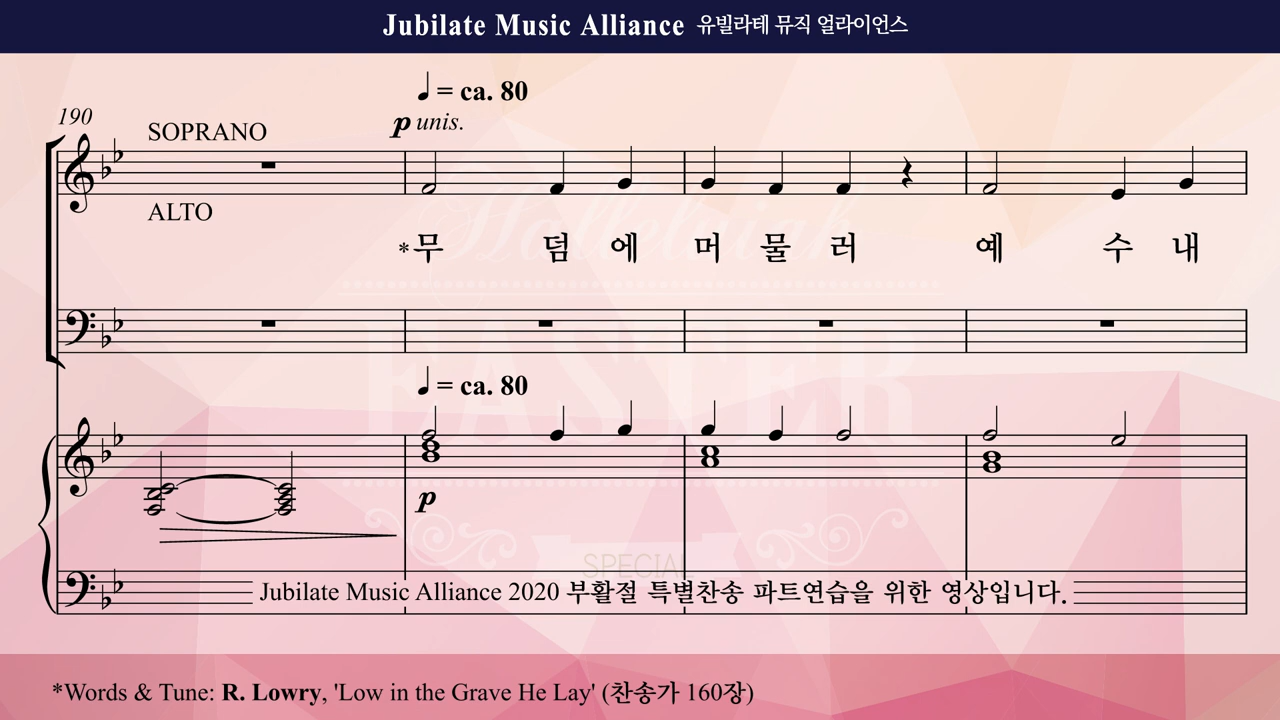 Jubilate Music Alliance 유빌라테 뮤직 얼라이언스
♩ = ca. 80
190
SOPRANO
p unis.
ALTO
*무 덤 에 머 물 러 예 수 내
Halleluiah
EASTER
♩ = ca. 80
p
SPECIAL
Jubilate Music Alliance 2020 부활절 특별찬송 파트연습을 위한 영상입니다.
*Words & Tune: R. Lowry, 'Low in the Grave He Lay' (찬송가 160장)